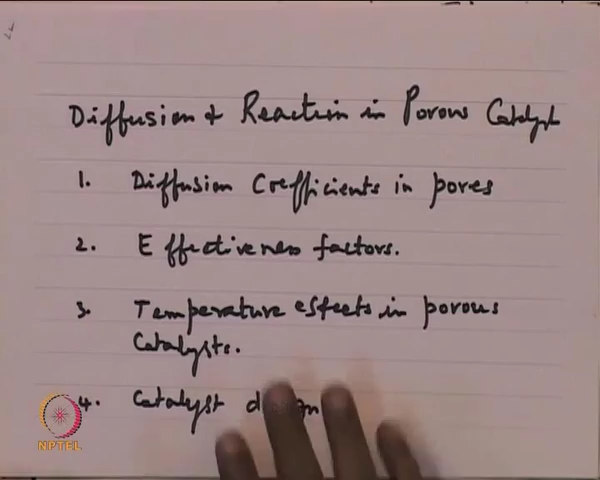 Diffusion + Reaction in Porous Catalyst
1. Diffusion Coefficients in pores
2. Effectiveness factors.
3. Temperature effects in porous
Catalysts.
4. Catalyst
NPTEL